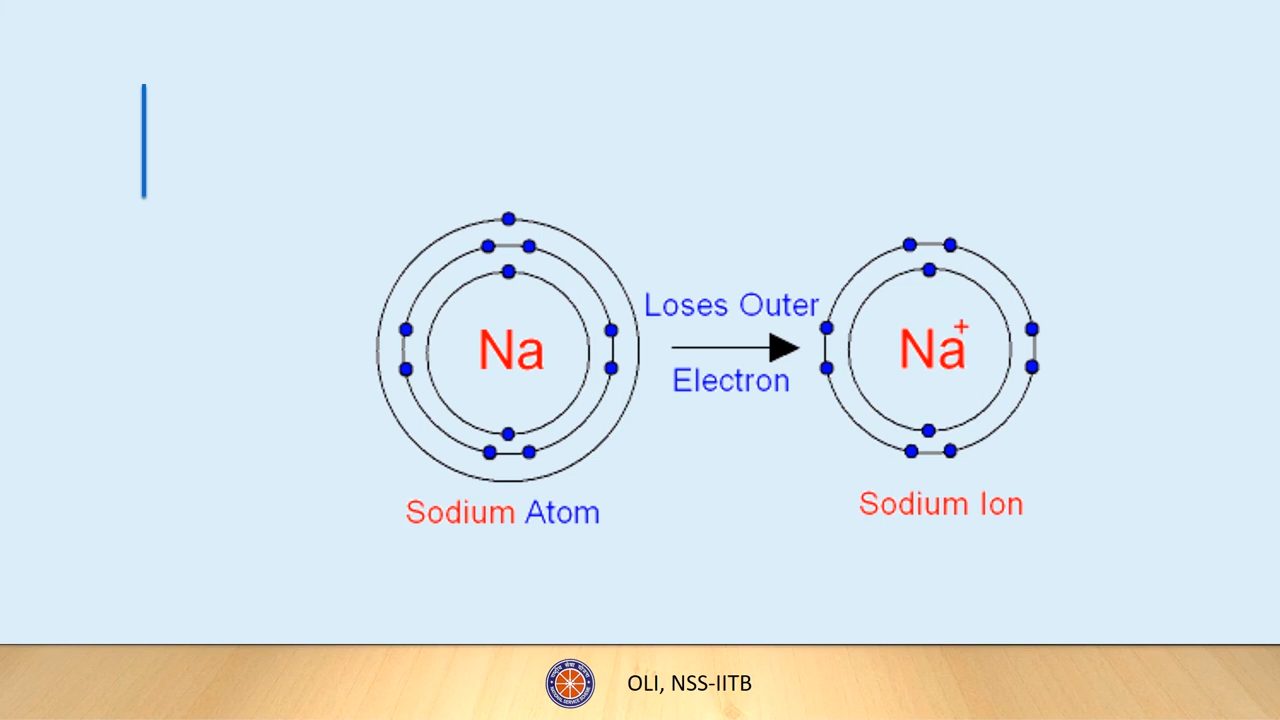 Loses Outer
Na
Na+
Electron
Sodium Atom
Sodium Ion
OLI, NSS-IITB